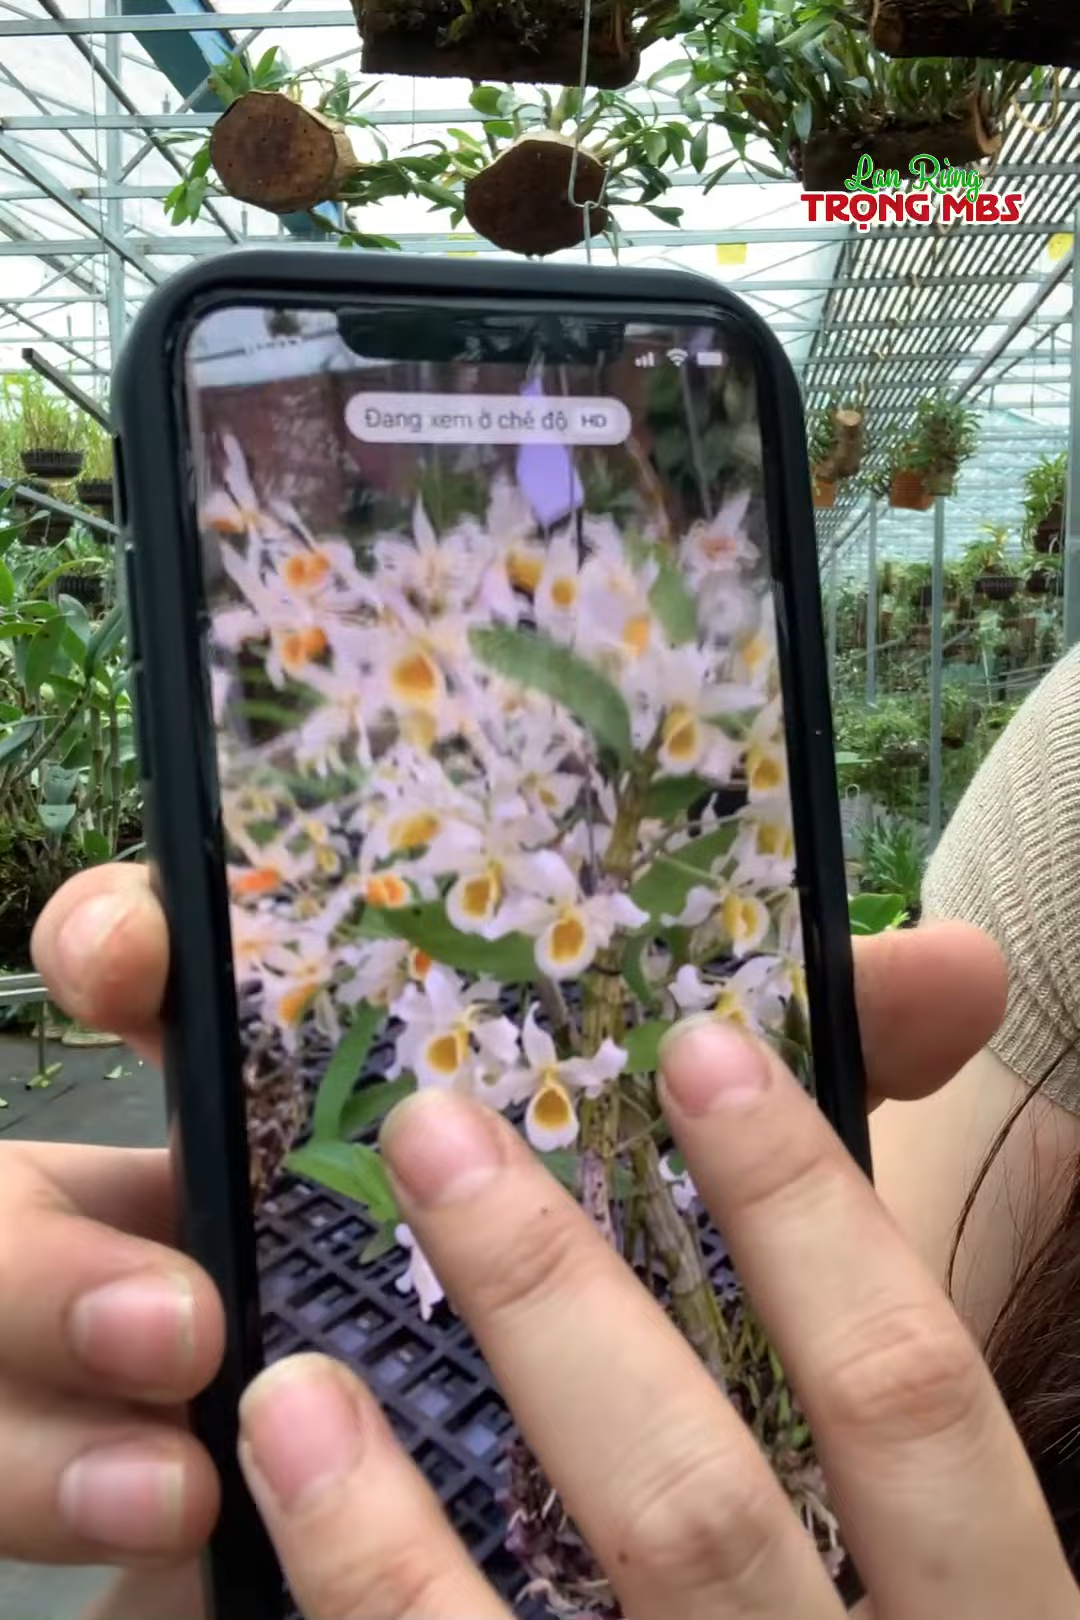 Lan Rừng
TRỌNG MBS
Đang xem ở chế độ HD